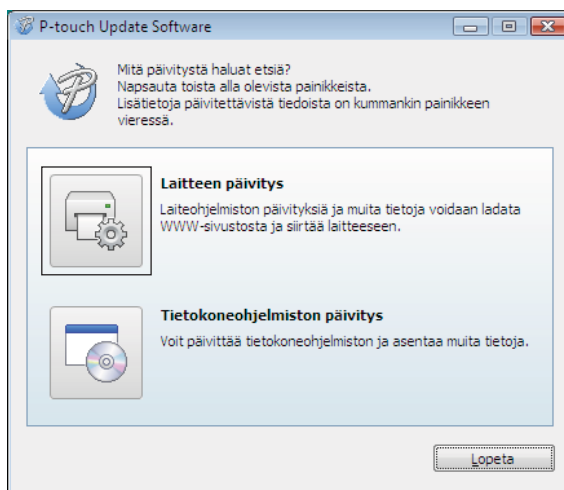 P-touch Update Software
Mitä päivitystä haluat etsiä?
Napsauta toista alla olevista painikkeista.
Lisätietoja päivitettävistä tiedoista on kummankin painikkeen
vieressä.
Laitteen päivitys
Laiteohjelmiston päivityksiä ja muita tietoja voidaan ladata
WWW-sivustosta ja siirtää laitteeseen.
Tietokoneohjelmiston päivitys
Voit päivittää tietokoneohjelmiston ja asentaa muita tietoja.
Lopeta